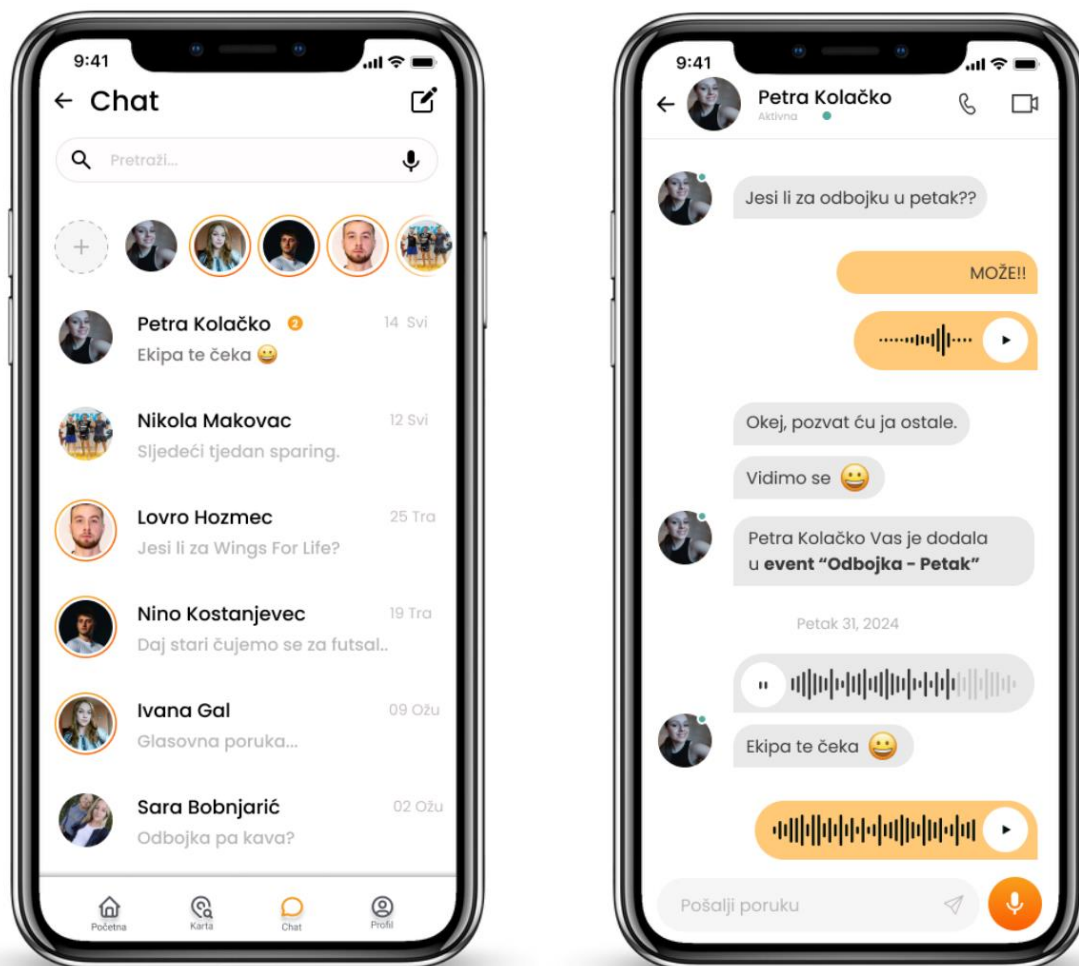 9:41
Chat
Pretraži...
Petra Kolačko 2 14 Svi
Ekipa te čeka 😀
Nikola Makovac 12 Svi
Sljedeći tjedan sparing.
Lovro Hozmec 25 Tra
Jesi li za Wings For Life?
Nino Kostanjevec 19 Tra
Daj stari čujemo se za futsal..
Ivana Gal 09 Ožu
Glasovna poruka...
Sara Bobnjarić 02 Ožu
Odbojka pa kava?
Početna Karta Chat Profil
9:41
Petra Kolačko
Aktivna
Jesi li za odbojku u petak??
MOŽE!!
Okej, pozvat ću ja ostale.
Vidimo se 😀
Petra Kolačko Vas je dodala
u event “Odbojka - Petak”
Petak 31, 2024
Ekipa te čeka 😀
Pošalji poruku